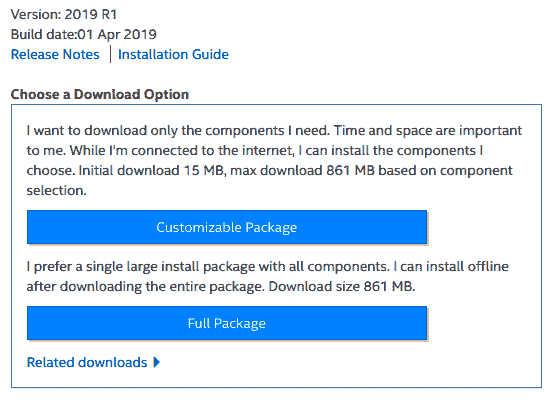 Version: 2019 R1
Build date:01 Apr 2019
Release Notes | Installation Guide
Choose a Download Option
I want to download only the components I need. Time and space are important
to me. While I'm connected to the internet, I can install the components I
choose. Initial download 15 MB, max download 861 MB based on component
selection.
Customizable Package
I prefer a single large install package with all components. I can install offline
after downloading the entire package. Download size 861 MB.
Full Package
Related downloads